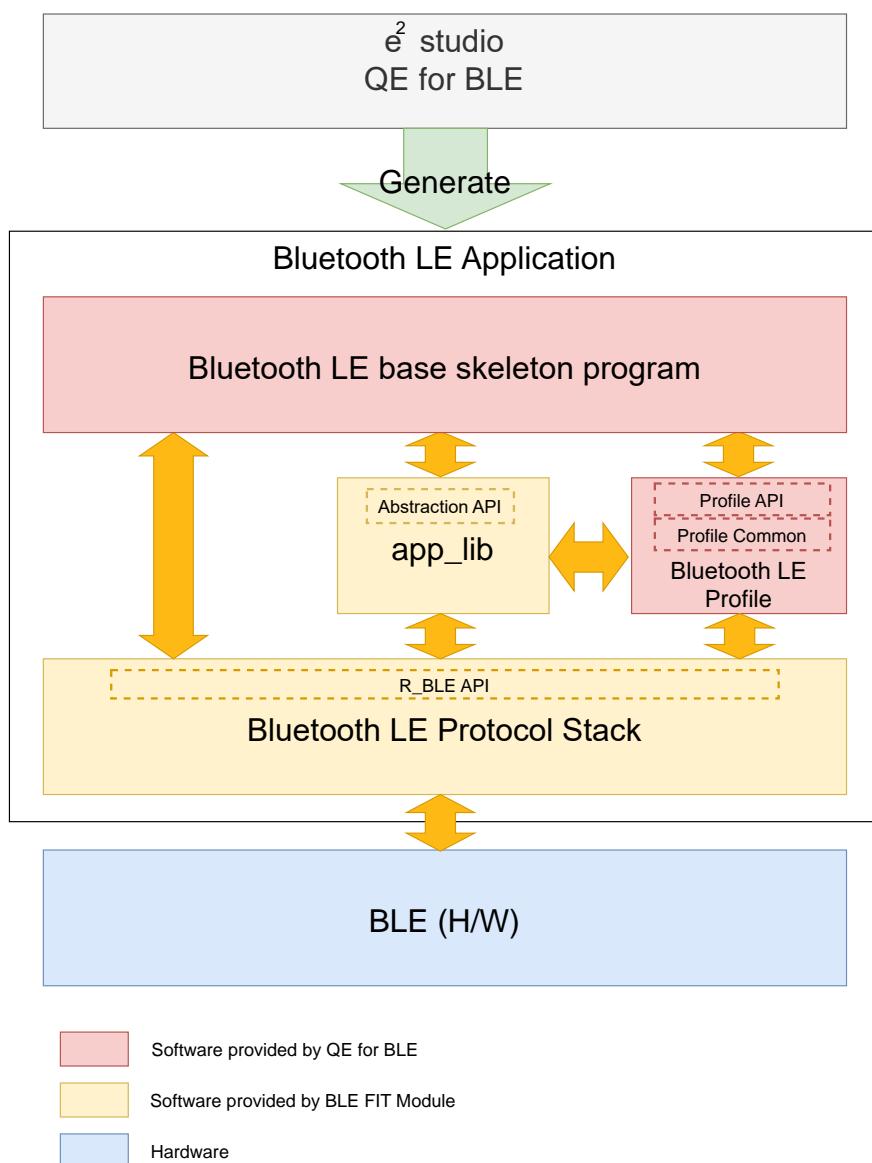 e² studio
QE for BLE
Generate
Bluetooth LE Application
Bluetooth LE base skeleton program
Abstraction API
app_lib
Profile API
Profile Common
Bluetooth LE
Profile
R_BLE API
Bluetooth LE Protocol Stack
BLE (H/W)
Software provided by QE for BLE
Software provided by BLE FIT Module
Hardware